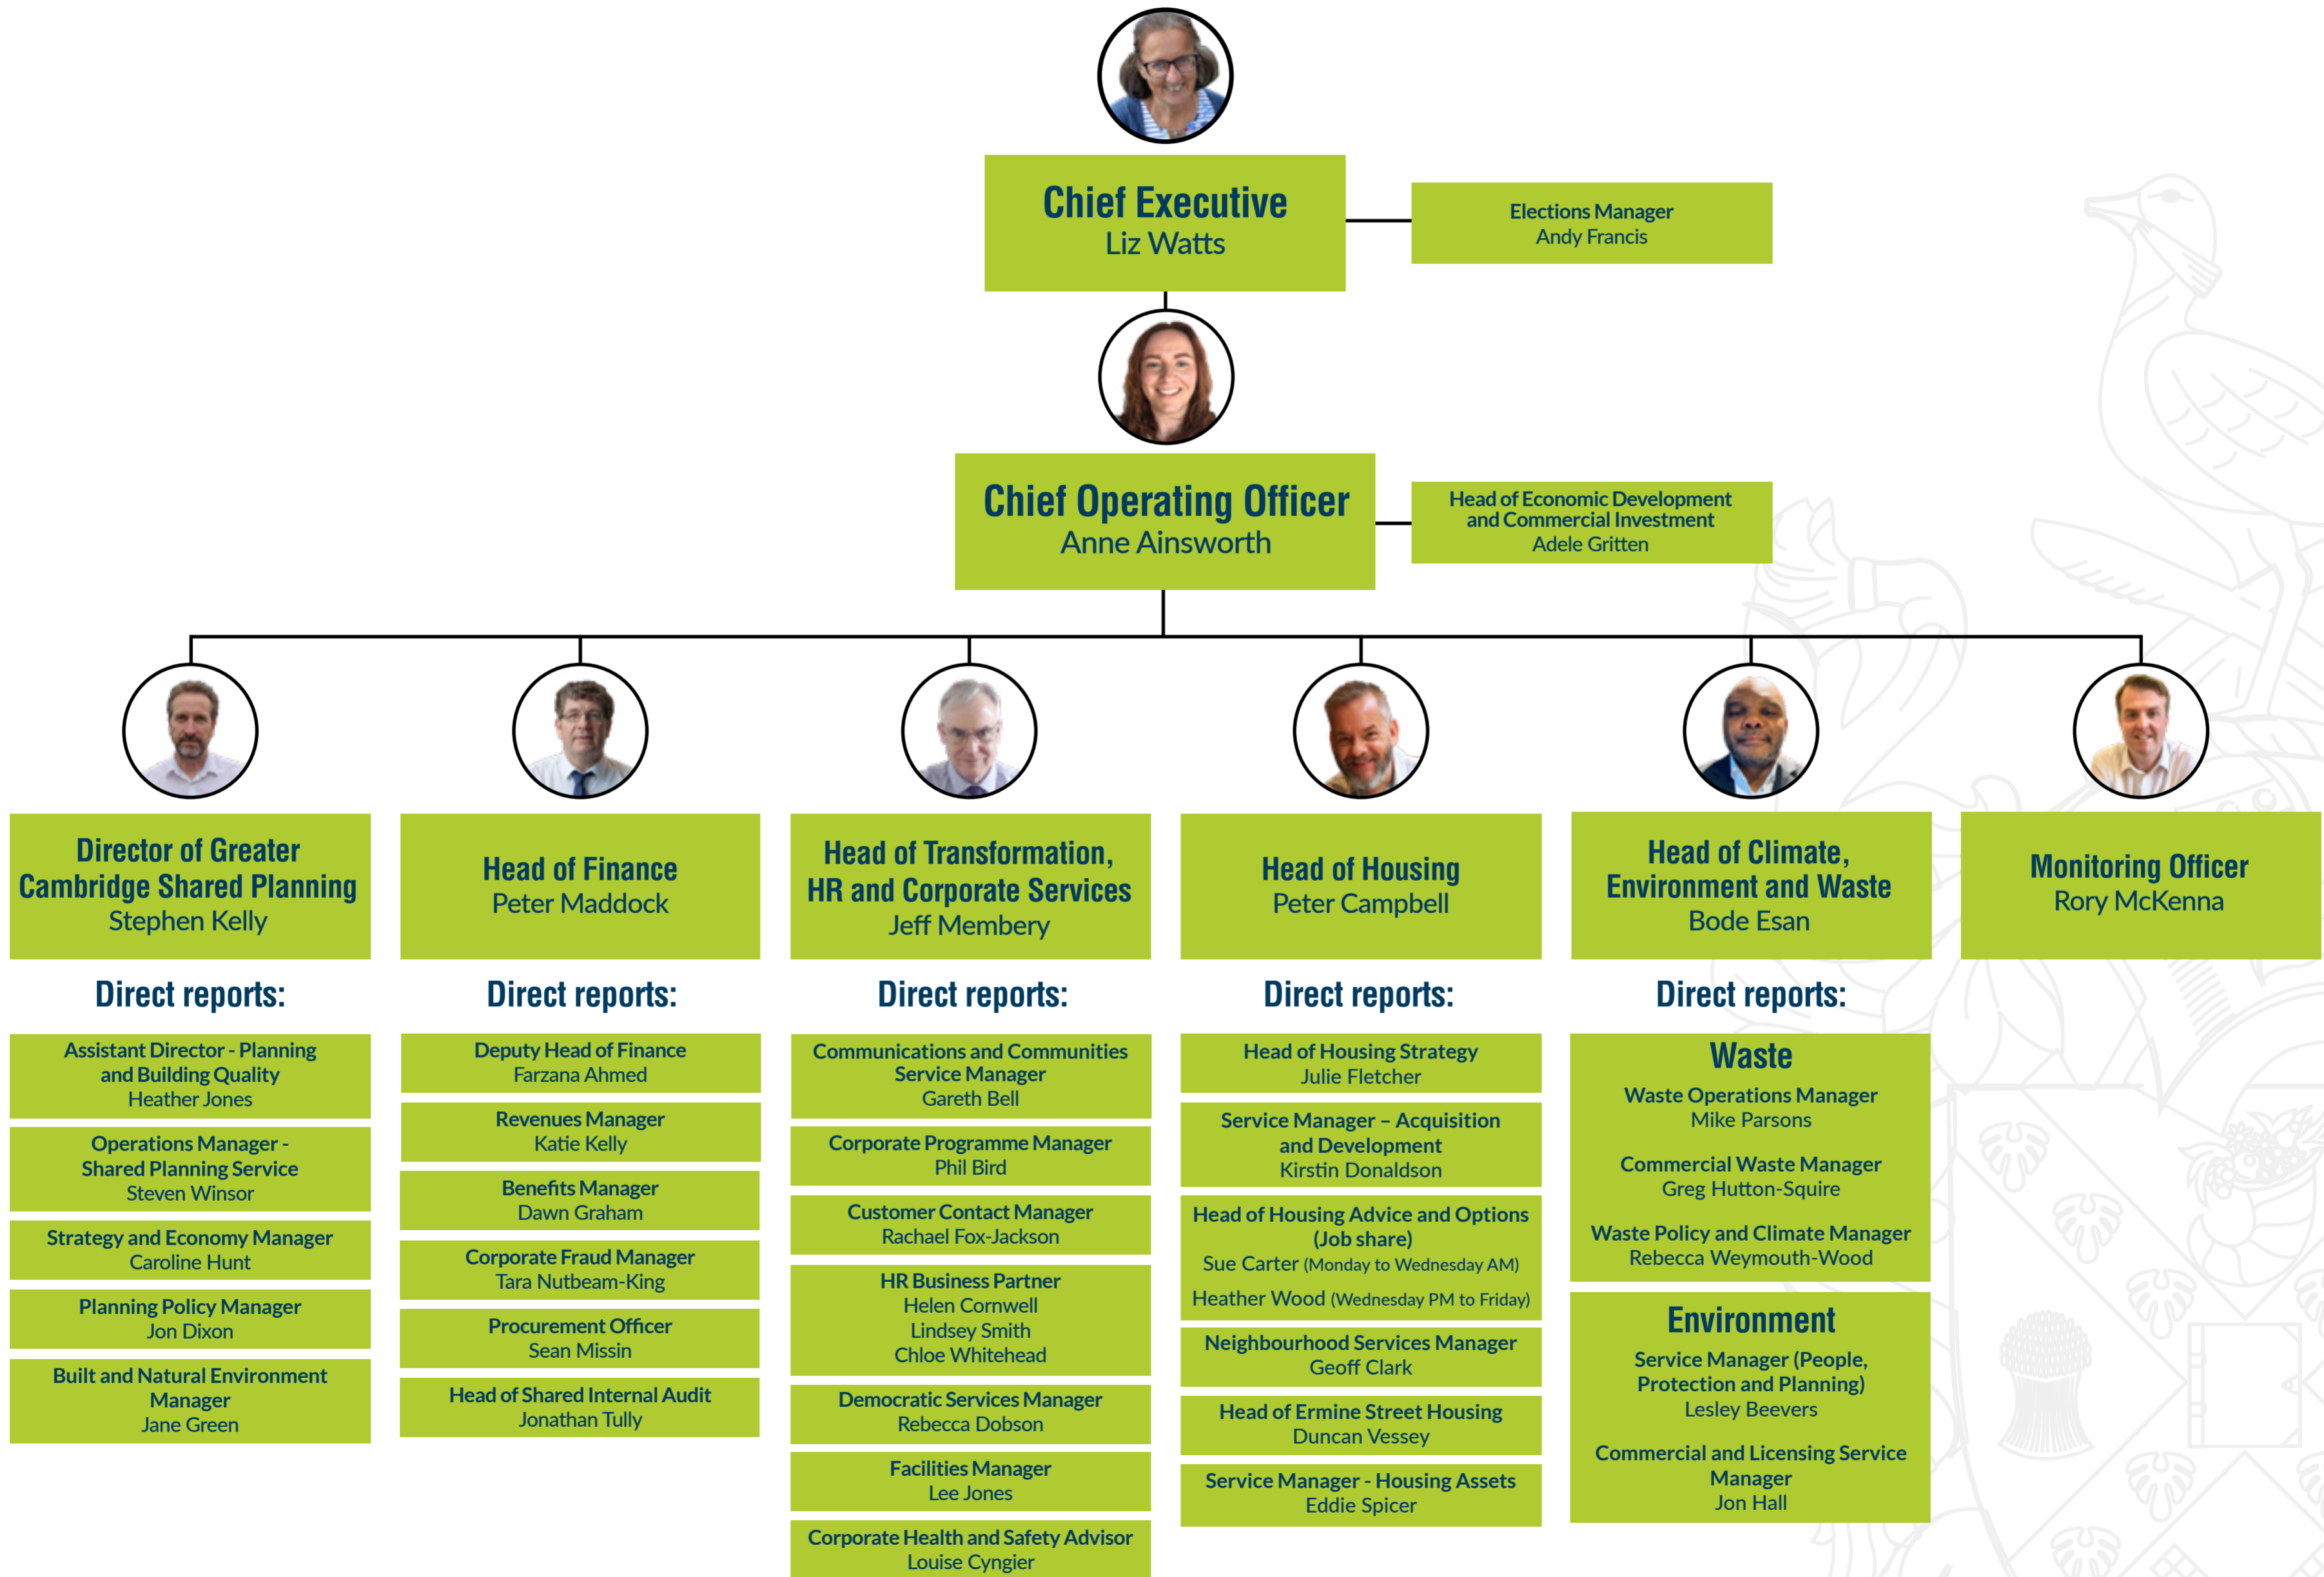 Chief Executive
Liz Watts
Elections Manager
Andy Francis
Chief Operating Officer
Anne Ainsworth
Head of Economic Development
and Commercial Investment
Adele Gritten
Director of Greater
Cambridge Shared Planning
Stephen Kelly
Direct reports:
Assistant Director - Planning
and Building Quality
Heather Jones
Operations Manager -
Shared Planning Service
Steven Winsor
Strategy and Economy Manager
Caroline Hunt
Planning Policy Manager
Jon Dixon
Built and Natural Environment
Manager
Jane Green
Head of Finance
Peter Maddock
Direct reports:
Deputy Head of Finance
Farzana Ahmed
Revenues Manager
Katie Kelly
Benefits Manager
Dawn Graham
Corporate Fraud Manager
Tara Nutbeam-King
Procurement Officer
Sean Missin
Head of Shared Internal Audit
Jonathan Tully
Head of Transformation,
HR and Corporate Services
Jeff Membery
Direct reports:
Communications and Communities
Service Manager
Gareth Bell
Corporate Programme Manager
Phil Bird
Customer Contact Manager
Rachael Fox-Jackson
HR Business Partner
Helen Cornwell
Lindsey Smith
Chloe Whitehead
Democratic Services Manager
Rebecca Dobson
Facilities Manager
Lee Jones
Corporate Health and Safety Advisor
Louise Cyngier
Head of Housing
Peter Campbell
Direct reports:
Head of Housing Strategy
Julie Fletcher
Service Manager – Acquisition
and Development
Kirstin Donaldson
Head of Housing Advice and Options
(Job share)
Sue Carter (Monday to Wednesday AM)
Heather Wood (Wednesday PM to Friday)
Neighbourhood Services Manager
Geoff Clark
Head of Ermine Street Housing
Duncan Vessey
Service Manager - Housing Assets
Eddie Spicer
Head of Climate,
Environment and Waste
Bode Esan
Direct reports:
Waste
Waste Operations Manager
Mike Parsons
Commercial Waste Manager
Greg Hutton-Squire
Waste Policy and Climate Manager
Rebecca Weymouth-Wood
Environment
Service Manager (People,
Protection and Planning)
Lesley Beevers
Commercial and Licensing Service
Manager
Jon Hall
Monitoring Officer
Rory McKenna